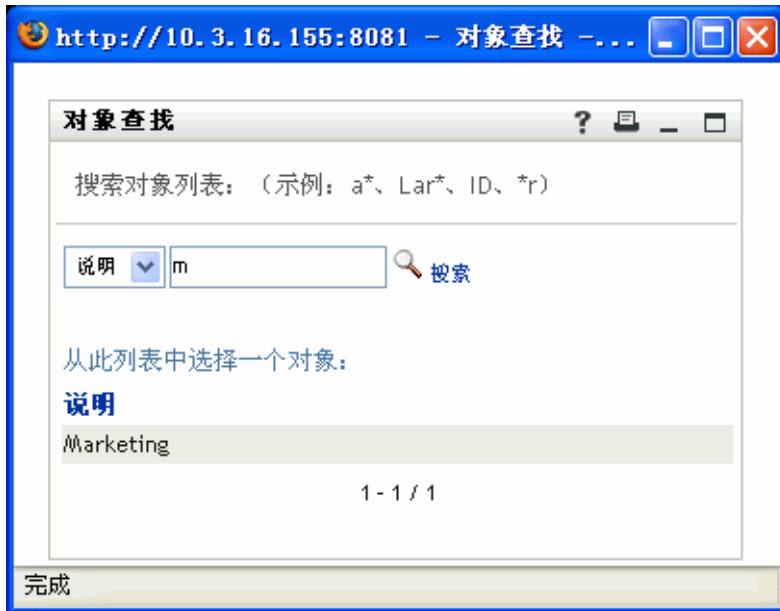 http://10.3.16.155:8081 - 对象查找 -...
对象查找
搜索对象列表：（示例：a*、Lar*、ID、*r）
说明 m 搜索
从此列表中选择一个对象：
说明
Marketing
1 - 1 / 1
完成